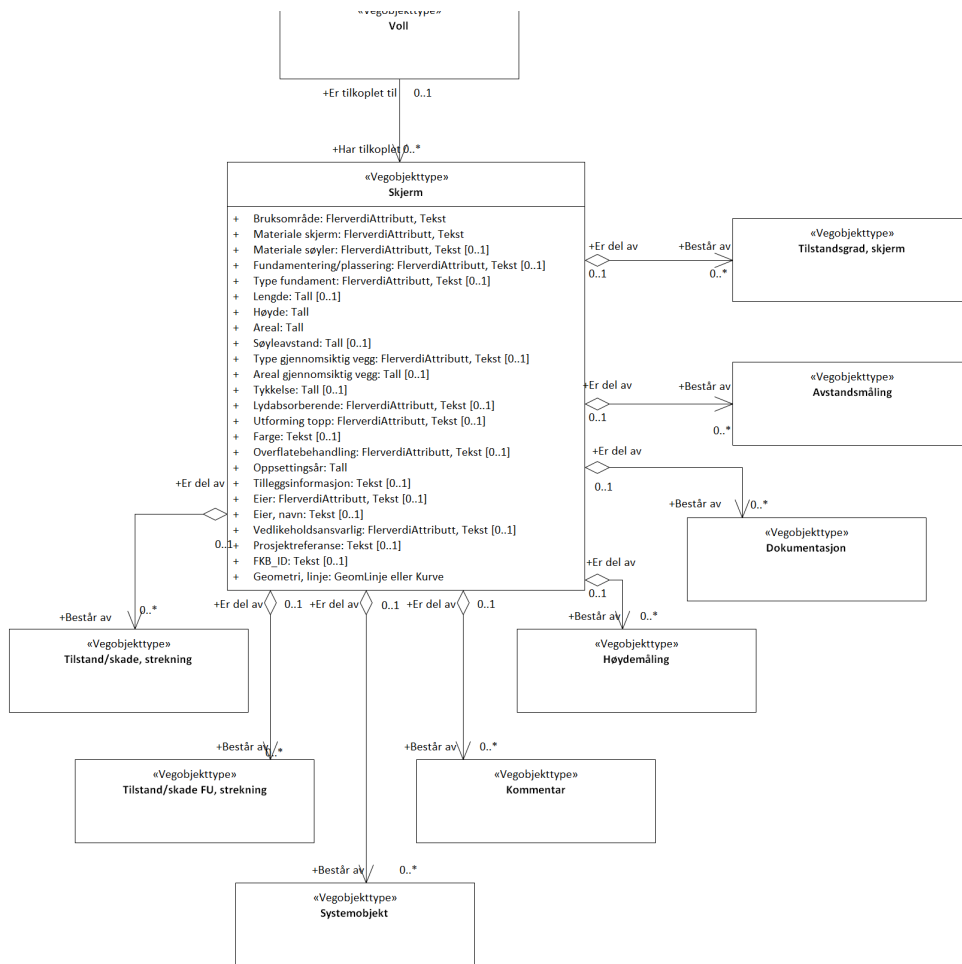 «Vegobjekttype»
Voll
+Er tilkoplet til 0..1
+Har tilkoplet 0..*
«Vegobjekttype»
Skjerm
+ Bruksområde: FlerverdiAttributt, Tekst
+ Materiale skjerm: FlerverdiAttributt, Tekst
+ Materiale søyler: FlerverdiAttributt, Tekst [0..1]
+ Fundamentering/plassering: FlerverdiAttributt, Tekst [0..1]
+ Type fundament: FlerverdiAttributt, Tekst [0..1]
+ Lengde: Tall [0..1]
+ Høyde: Tall
+ Areal: Tall
+ Søyleavstand: Tall [0..1]
+ Type gjennomsiktig vegg: FlerverdiAttributt, Tekst [0..1]
+ Areal gjennomsiktig vegg: Tall [0..1]
+ Tykkelse: Tall [0..1]
+ Lydabsorberende: FlerverdiAttributt, Tekst [0..1]
+ Utforming topp: FlerverdiAttributt, Tekst [0..1]
+ Farge: Tekst [0..1]
+ Overflatebehandling: FlerverdiAttributt, Tekst [0..1]
+ Oppsettingsår: Tall
+ Tilleggsinformasjon: Tekst [0..1]
+ Eier: FlerverdiAttributt, Tekst [0..1]
+ Eier, navn: Tekst [0..1]
+ Vedlikeholdsansvarlig: FlerverdiAttributt, Tekst [0..1]
+ Prosjektreferanse: Tekst [0..1]
+ FKB_ID: Tekst [0..1]
+ Geometri, linje: GeomLinje eller Kurve
+Er del av +Består av
0..1 0..*
«Vegobjekttype»
Tilstandsgrad, skjerm
+Er del av +Består av
0..1 0..*
«Vegobjekttype»
Avstandsmåling
+Er del av
0..1
+Består av 0..*
«Vegobjekttype»
Dokumentasjon
+Er del av
0..1
+Består av 0..*
«Vegobjekttype»
Høydemåling
+Er del av
0..1
+Består av 0..*
«Vegobjekttype»
Tilstand/skade, strekning
+Er del av 0..1 +Er del av 0..1 +Er del av 0..1
+Består av 0..*
«Vegobjekttype»
Tilstand/skade FU, strekning
+Består av 0..*
«Vegobjekttype»
Kommentar
+Består av 0..*
«Vegobjekttype»
Systemobjekt